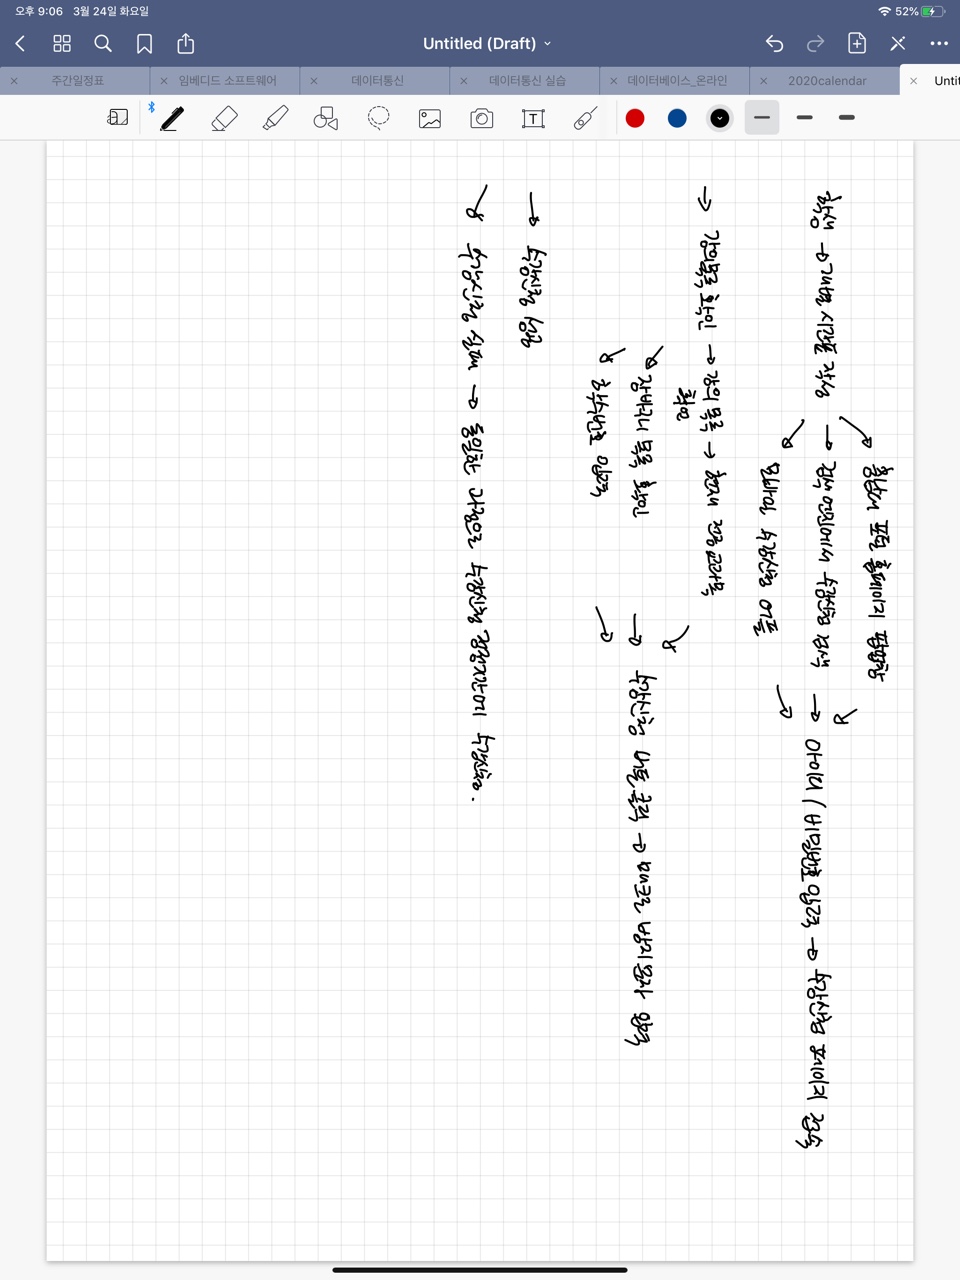 충남대 포털 홈페이지 팝업창
학생 → 개별 시간표 작성 → 검색 엔진에서 수강신청 검색 → 아이디 / 비밀번호 입력 → 수강신청 페이지 접속
모바일 수강신청 어플
→ 강의목록 확인 → 강의 목록 → 현재 전공 교과목
확인
장바구니 목록 확인 → 수강신청 버튼 클릭 → 매크로 방지 문자 입력
학수번호 입력
→ 수강신청 성공
수강신청 실패 → 동일한 과정으로 수강신청 정정기간에 수강신청.
52%
Untitled (Draft)
오후 9:06 3월 24일 화요일
Untit
2020calendar
데이터베이스_온라인
데이터통신 실습
데이터통신
임베디드 소프트웨어
주간일정표